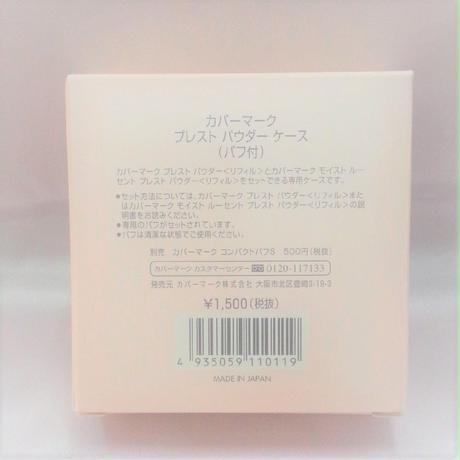 カバーマーク
プレスト パウダー ケース
(パフ付)
カバーマーク プレスト パウダー<リフィル>とカバーマーク モイスト ルー
セント プレスト パウダー<リフィル>をセットできる専用ケースです。
●セット方法については、カバーマーク プレスト パウダー<リフィル>また
はカバーマーク モイスト ルーセント プレスト パウダー<リフィル>の説
明書をお読みください。
●専用のパフがセットされています。
●パフは清潔な状態でご使用ください。
別売 カバーマーク コンパクトパフS 500円(税抜)
カバーマーク カスタマーセンター 0120-117133
発売元 カバーマーク株式会社 大阪市北区豊崎3-19-3
¥1,500(税抜)
4 935059 110119
MADE IN JAPAN